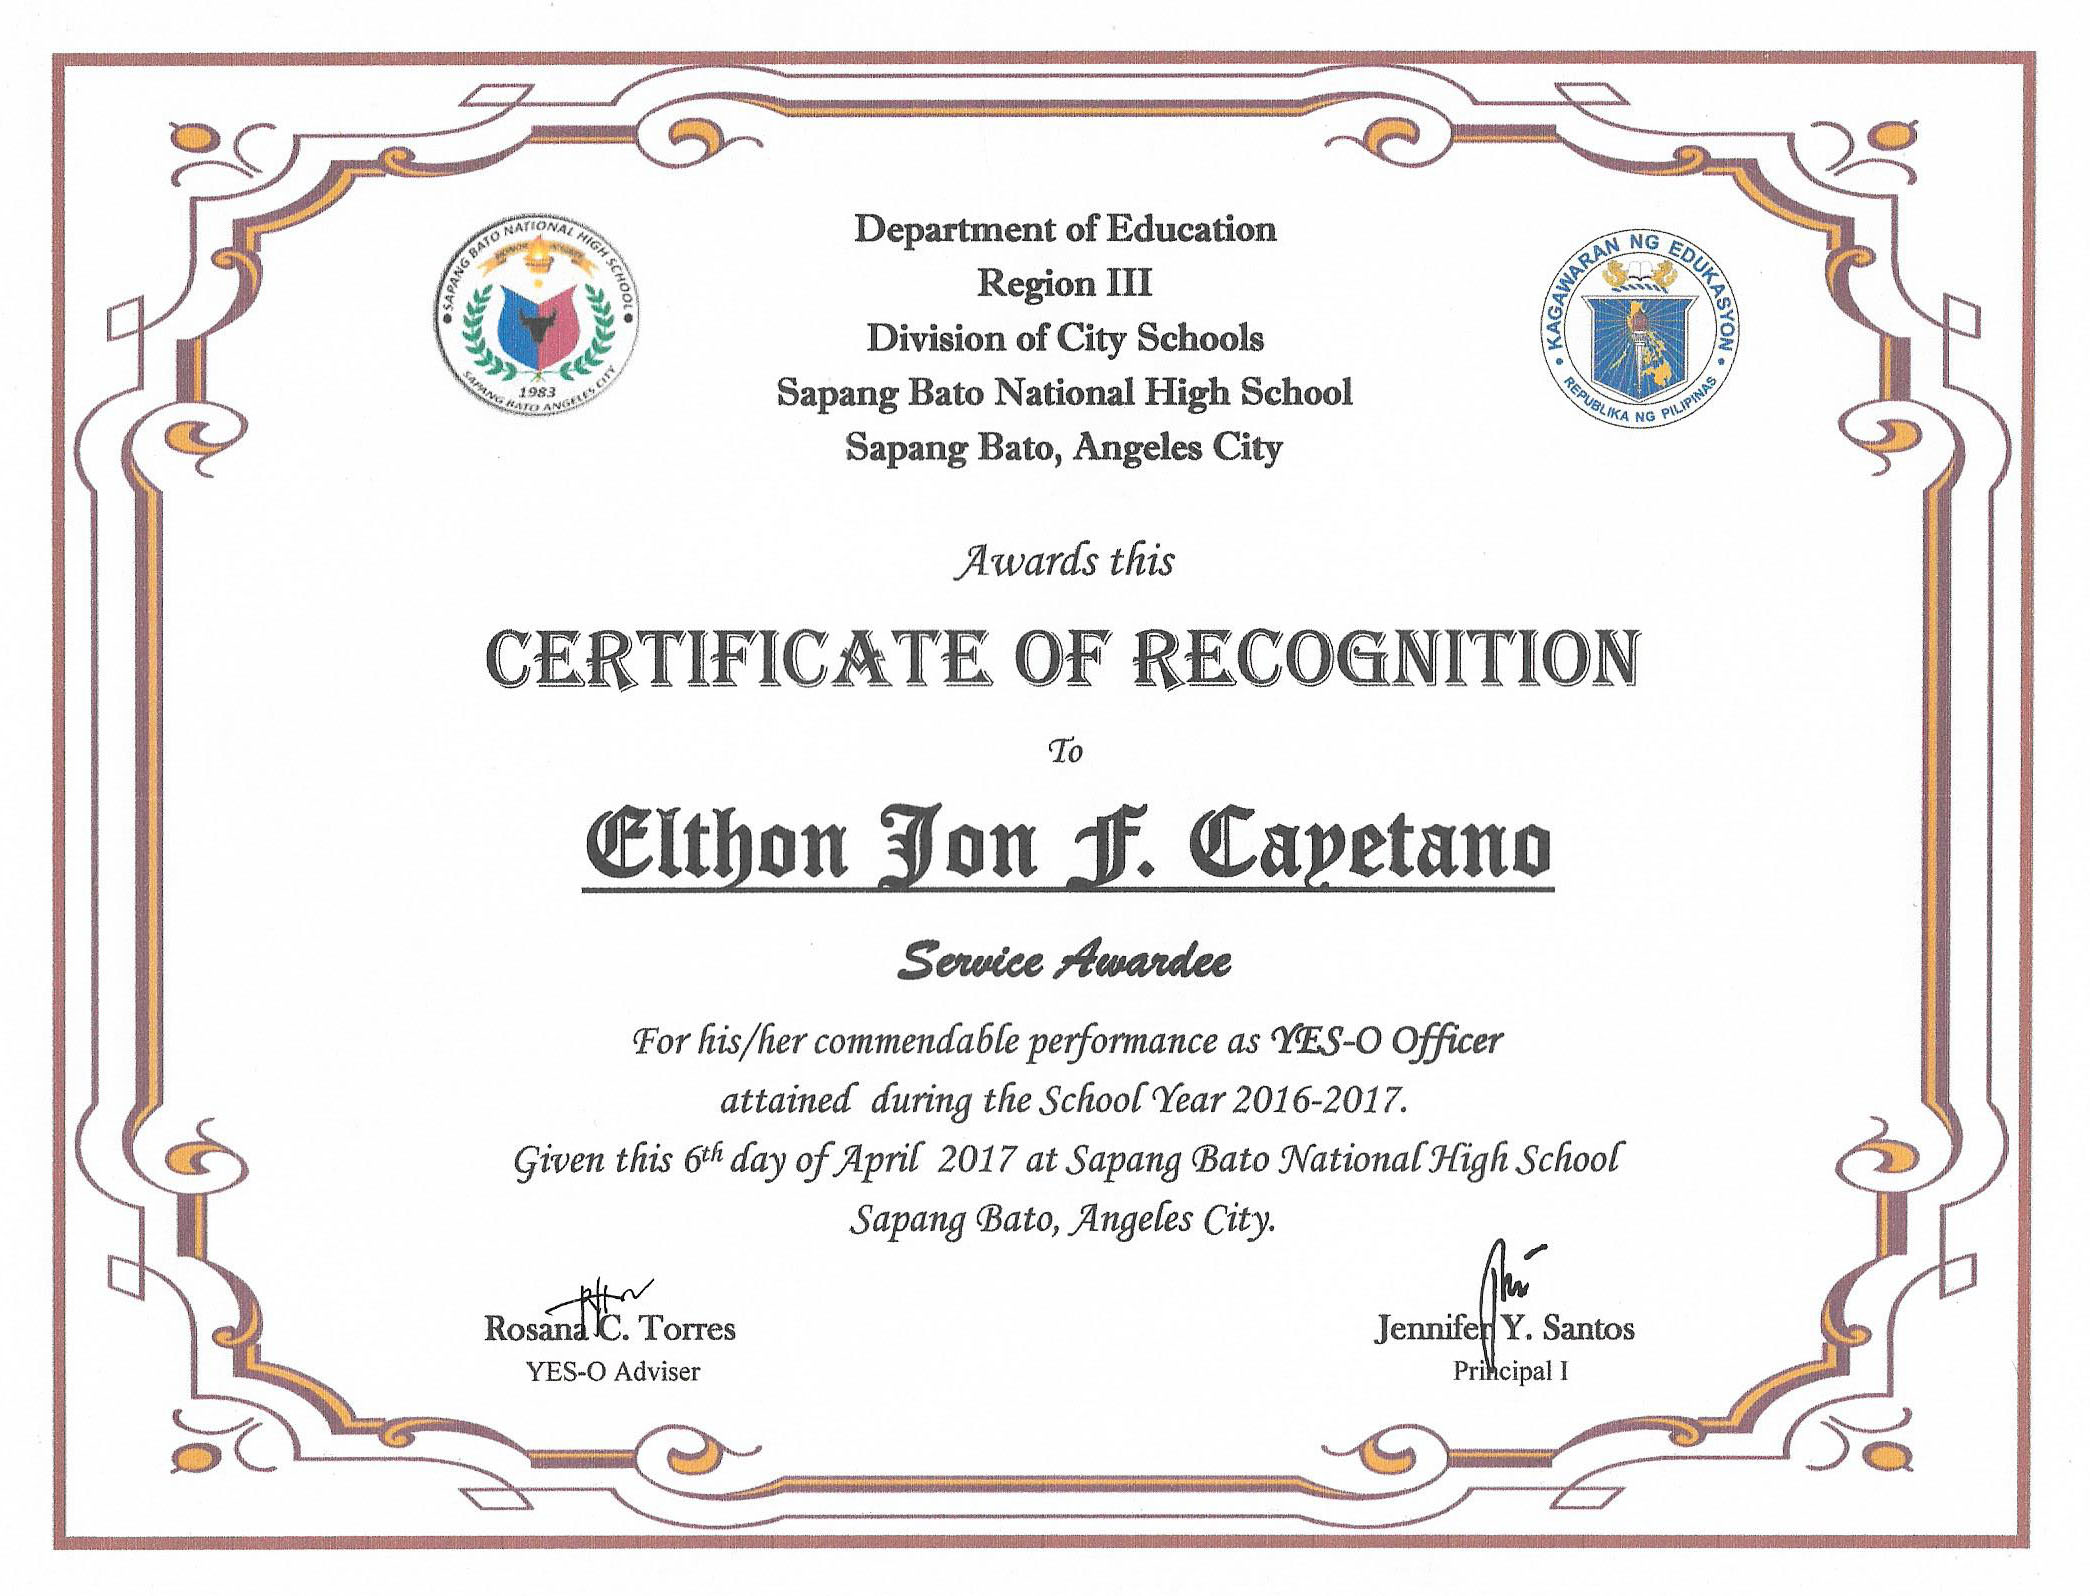 SAPANG BATO NATIONAL HIGH SCHOOL
HONOR
1983
SAPANG BATO ANGELES CITY
KAGAWARAN NG EDUKASYON
REPUBLIKA NG PILIPINAS
Department of Education
Region III
Division of City Schools
Sapang Bato National High School
Sapang Bato, Angeles City
Awards this
CERTIFICATE OF RECOGNITION
To
Elthon Jon F. Cayetano
Service Awardee
For his/her commendable performance as YES-O Officer
attained during the School Year 2016-2017.
Given this 6th day of April 2017 at Sapang Bato National High School
Sapang Bato, Angeles City.
Rosana C. Torres
YES-O Adviser
Jennifer Y. Santos
Principal I